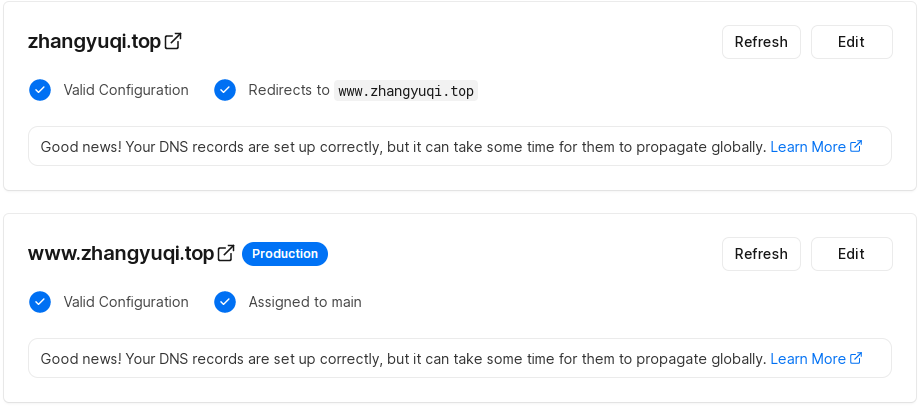 zhangyuqi.top Refresh Edit
Valid Configuration Redirects to www.zhangyuqi.top
Good news! Your DNS records are set up correctly, but it can take some time for them to propagate globally. Learn More
www.zhangyuqi.top Production Refresh Edit
Valid Configuration Assigned to main
Good news! Your DNS records are set up correctly, but it can take some time for them to propagate globally. Learn More